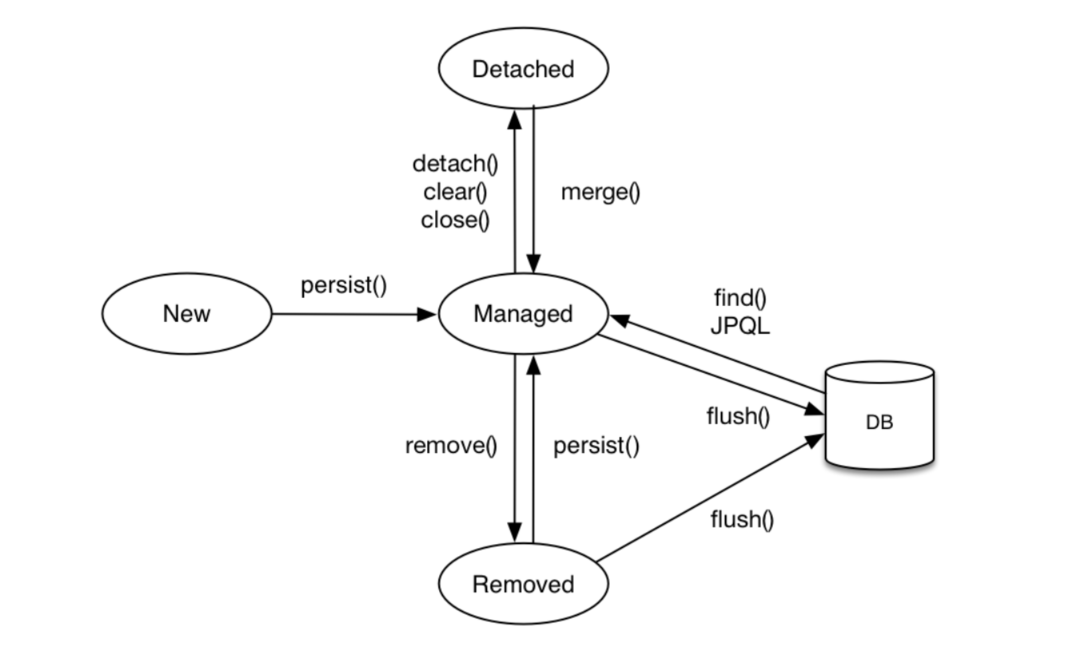 Detached
detach()
clear()
close()
merge()
New
persist()
Managed
find()
JPQL
flush()
DB
remove()
persist()
flush()
Removed